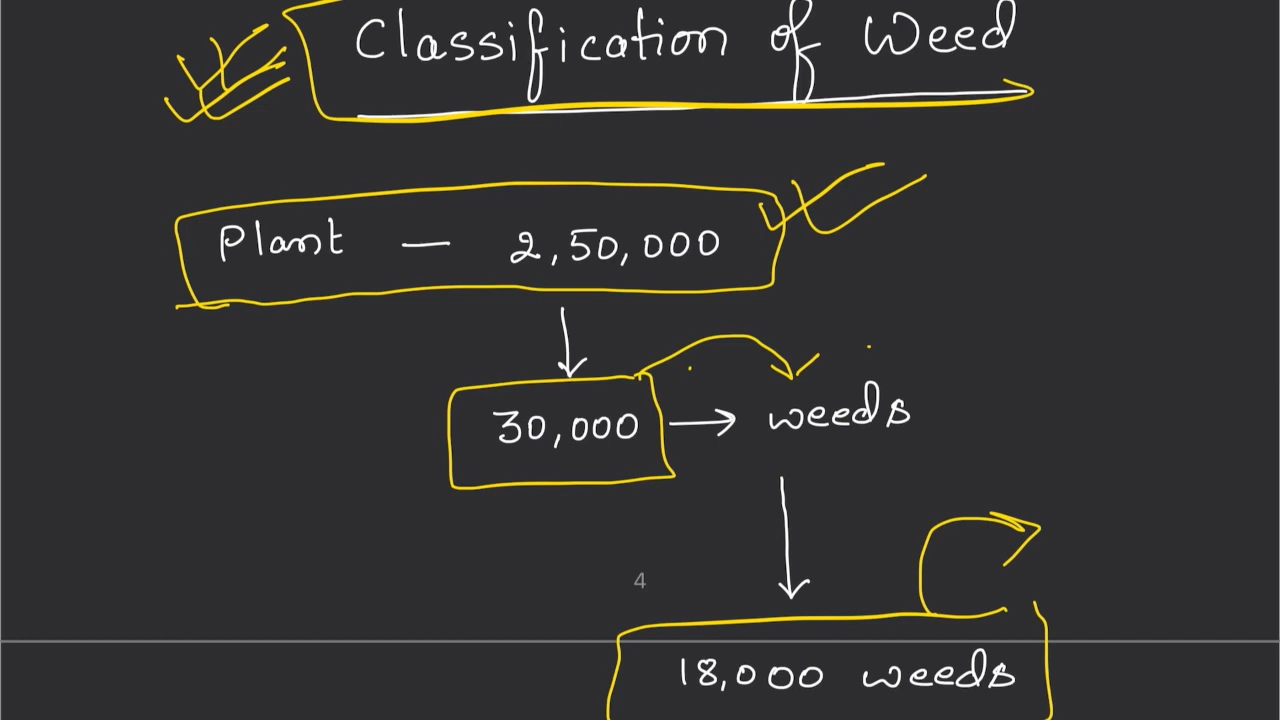 Classification of Weed
Plant — 2,50,000
30,000 → weeds
4
18,000 weeds